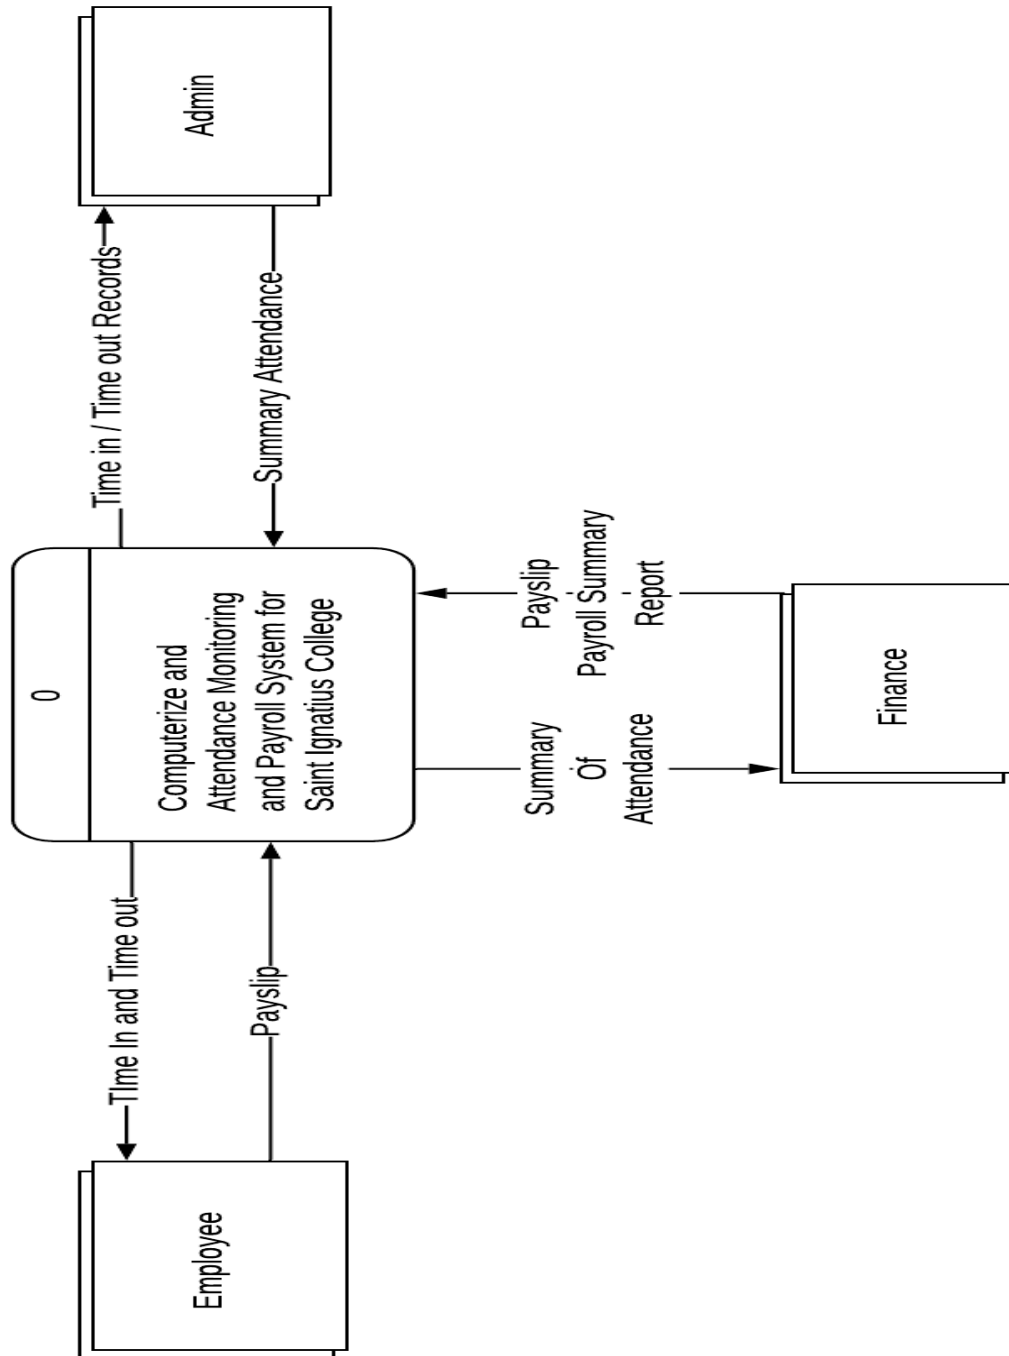 Employee
TIme In and Time out
Payslip
0
Computerize and
Attendance Monitoring
and Payroll System for
Saint Ignatius College
Time in / Time out Records
Summary Attendance
Admin
Summary
Of
Attendance
Payslip
Payroll Summary
Report
Finance